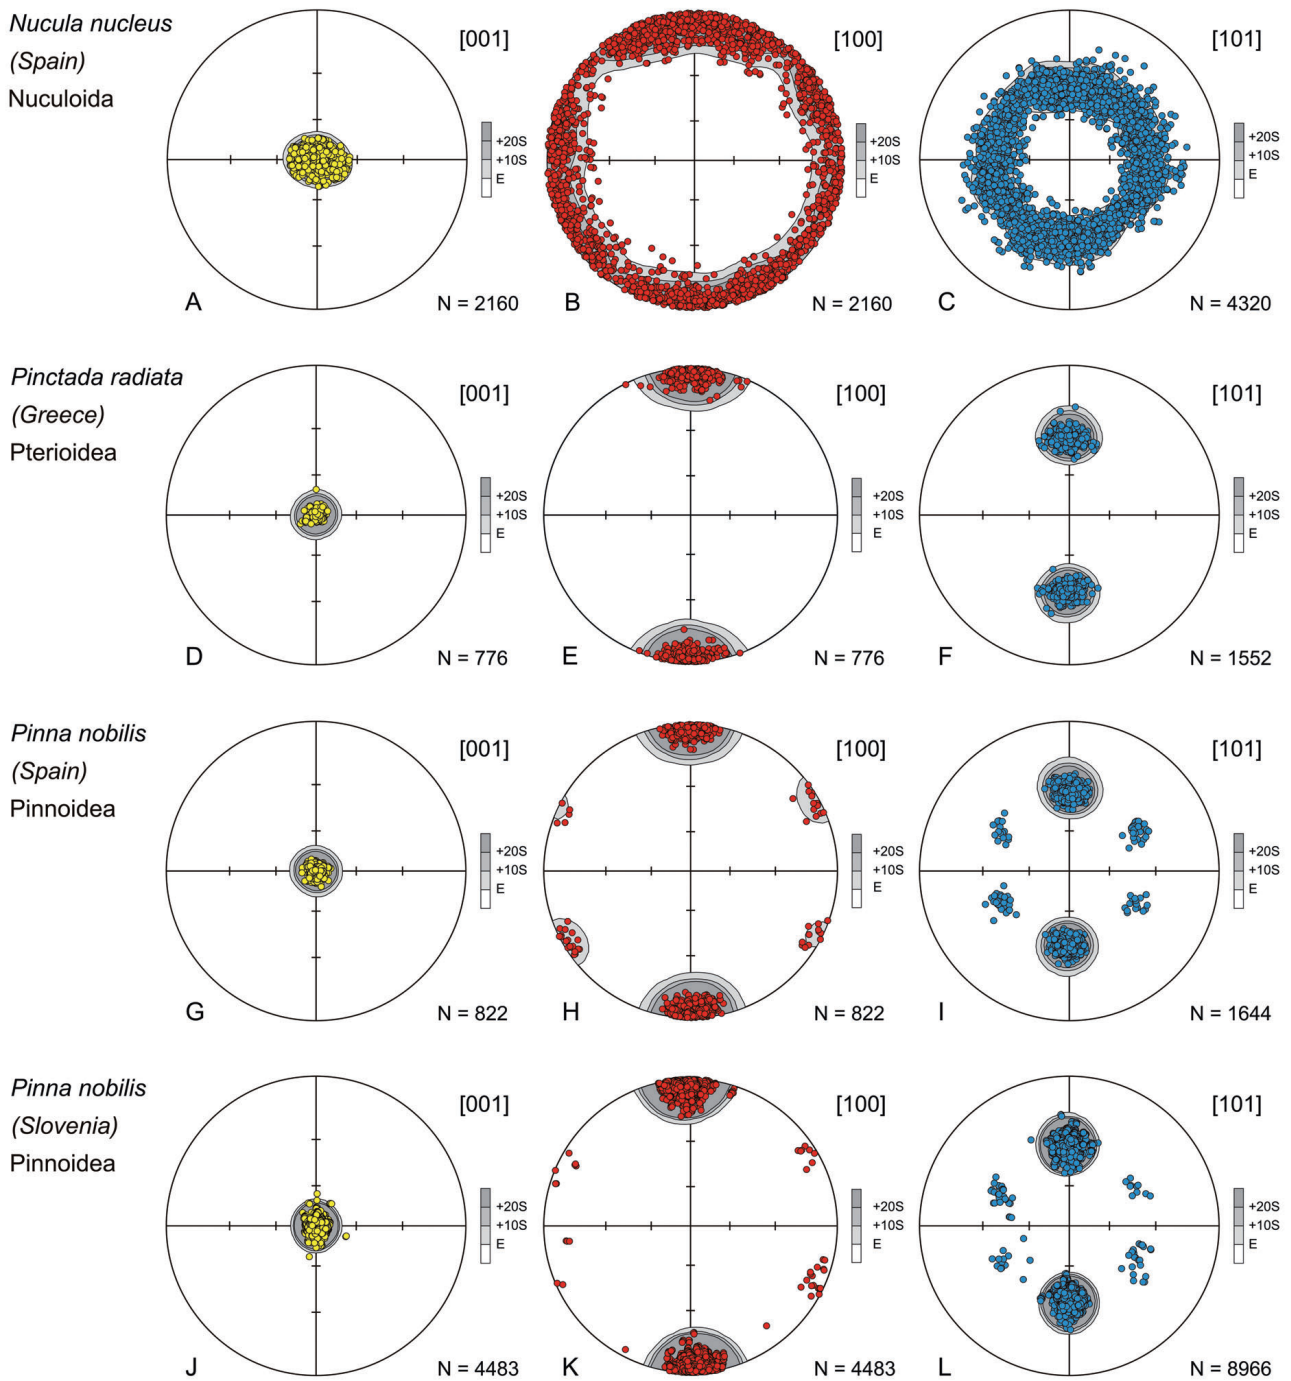 Nucula nucleus
(Spain)
Nuculoida
[001]
+20S
+10S
E
A
N = 2160
[100]
+20S
+10S
E
B
N = 2160
[101]
+20S
+10S
E
C
N = 4320
Pinctada radiata
(Greece)
Pterioidea
[001]
+20S
+10S
E
D
N = 776
[100]
+20S
+10S
E
E
N = 776
[101]
+20S
+10S
E
F
N = 1552
Pinna nobilis
(Spain)
Pinnoidea
[001]
+20S
+10S
E
G
N = 822
[100]
+20S
+10S
E
H
N = 822
[101]
+20S
+10S
E
I
N = 1644
Pinna nobilis
(Slovenia)
Pinnoidea
[001]
+20S
+10S
E
J
N = 4483
[100]
+20S
+10S
E
K
N = 4483
[101]
+20S
+10S
E
L
N = 8966